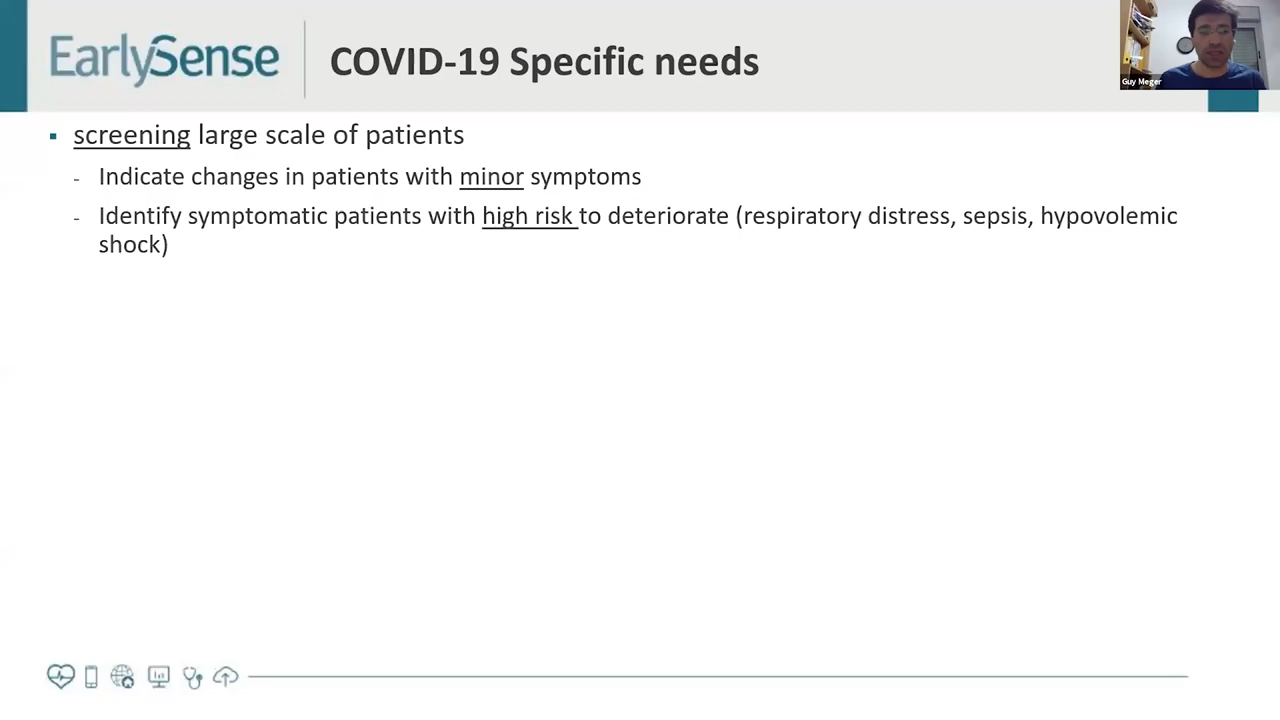 EarlySense
COVID-19 Specific needs
Guy Meger
screening large scale of patients
- Indicate changes in patients with minor symptoms
- Identify symptomatic patients with high risk to deteriorate (respiratory distress, sepsis, hypovolemic
shock)